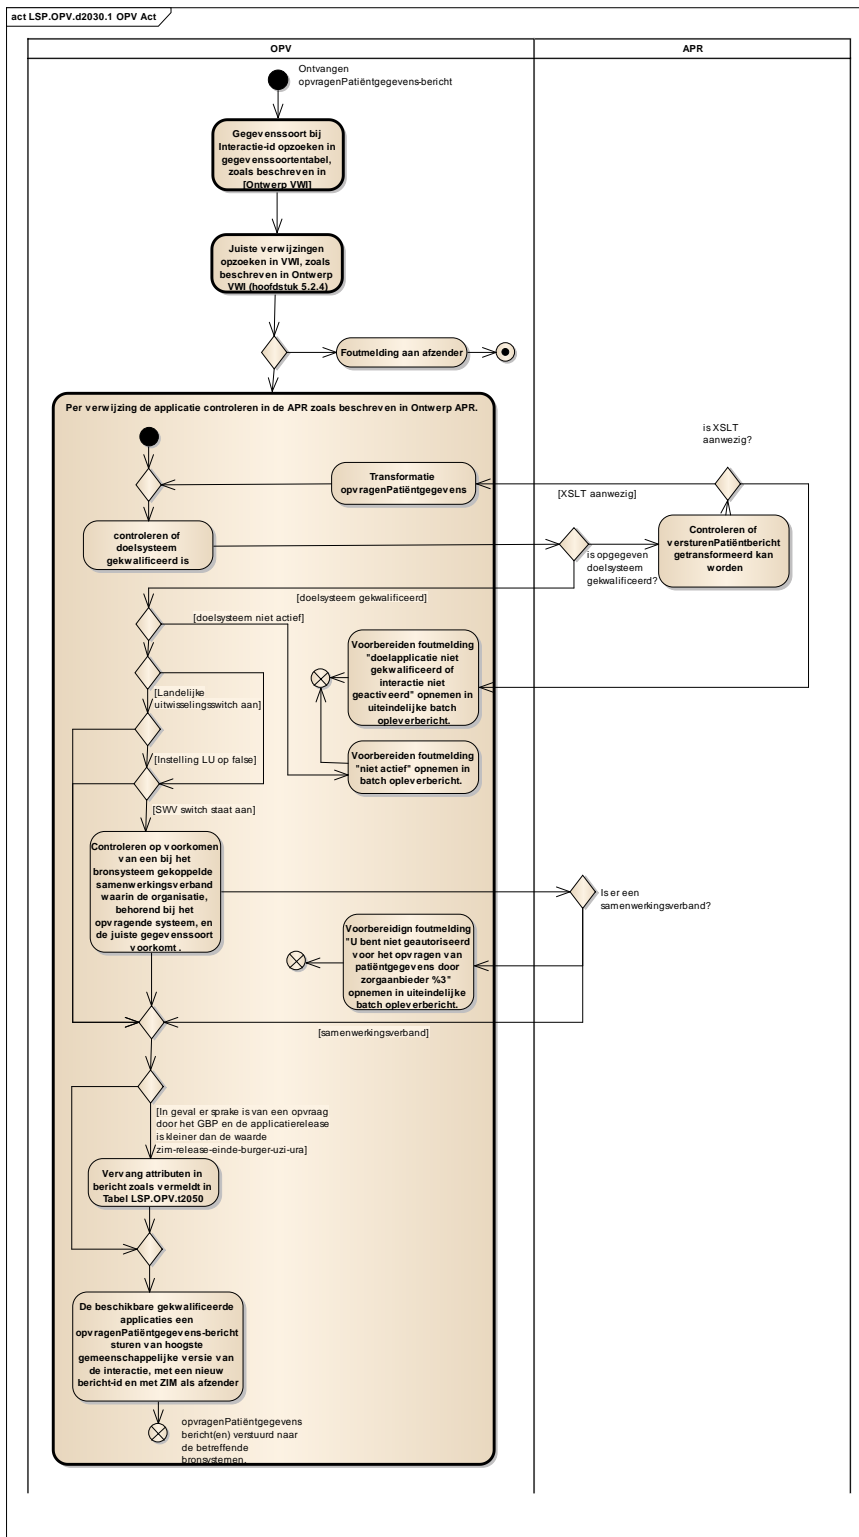 act LSP.OPV.d2030.1 OPV Act
OPV
APR
Ontvangen
opvragenPatiëntgegevens-bericht
Gegevenssoort bij
Interactie-id opzoeken in
gegevenssoortentabel,
zoals beschreven in
[Ontwerp VWI]
Juiste verwijzingen
opzoeken in VWI, zoals
beschreven in Ontwerp
VWI (hoofdstuk 5.2.4)
Foutmelding aan afzender
Per verwijzing de applicatie controleren in de APR zoals beschreven in Ontwerp APR.
is XSLT
aanwezig?
Transformatie
opvragenPatiëntgegevens
[XSLT aanwezig]
controleren of
doelsysteem
gekwalificeerd is
Controleren of
versturenPatiëntbericht
getransformeerd kan
worden
is opgegeven
doelsysteem
gekwalificeerd?
[doelsysteem gekwalificeerd]
[doelsysteem niet actief]
Voorbereiden foutmelding
"doelapplicatie niet
gekwalificeerd of
interactie niet
geactiveerd" opnemen in
uiteindelijke batch
opleverbericht.
[Landelijke
uitwisselingsswitch aan]
[Instelling LU op false]
Voorbereiden foutmelding
"niet actief" opnemen in
batch opleverbericht.
[SWV switch staat aan]
Controleren op voorkomen
van een bij het
bronsysteem gekoppelde
samenwerkingsverband
waarin de organisatie,
behorend bij het
opvragende systeem, en
de juiste gegevenssoort
voorkomt .
Is er een
samenwerkingsverband?
Voorbereidign foutmelding
"U bent niet geautoriseerd
voor het opvragen van
patiëntgegevens door
zorgaanbieder %3"
opnemen in uiteindelijke
batch opleverbericht.
[samenwerkingsverband]
[In geval er sprake is van een opvraag
door het GBP en de applicatierelease
is kleiner dan de waarde
zim-release-einde-burger-uzi-ura]
Vervang attributen in
bericht zoals vermeldt in
Tabel LSP.OPV.t2050
De beschikbare gekwalificeerde
applicaties een
opvragenPatiëntgegevens-bericht
sturen van hoogste
gemeenschappelijke versie van
de interactie, met een nieuw
bericht-id en met ZIM als afzender
opvragenPatiëntgegevens
bericht(en) verstuurd naar
de betreffende
bronsystemen.